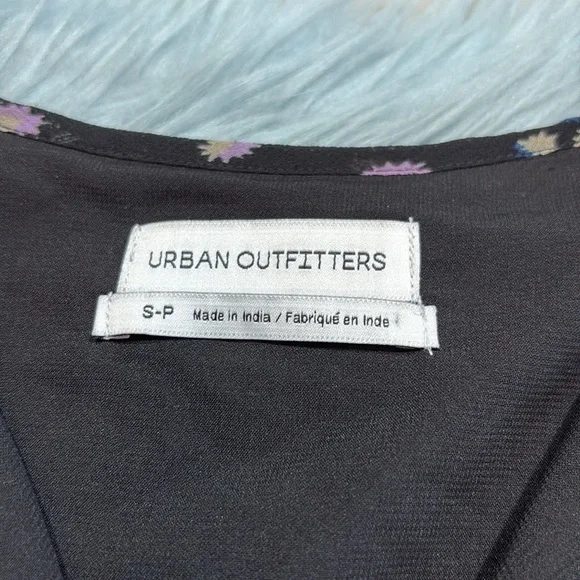 URBAN OUTFITTERS
S-P Made in India / Fabriqué en Inde